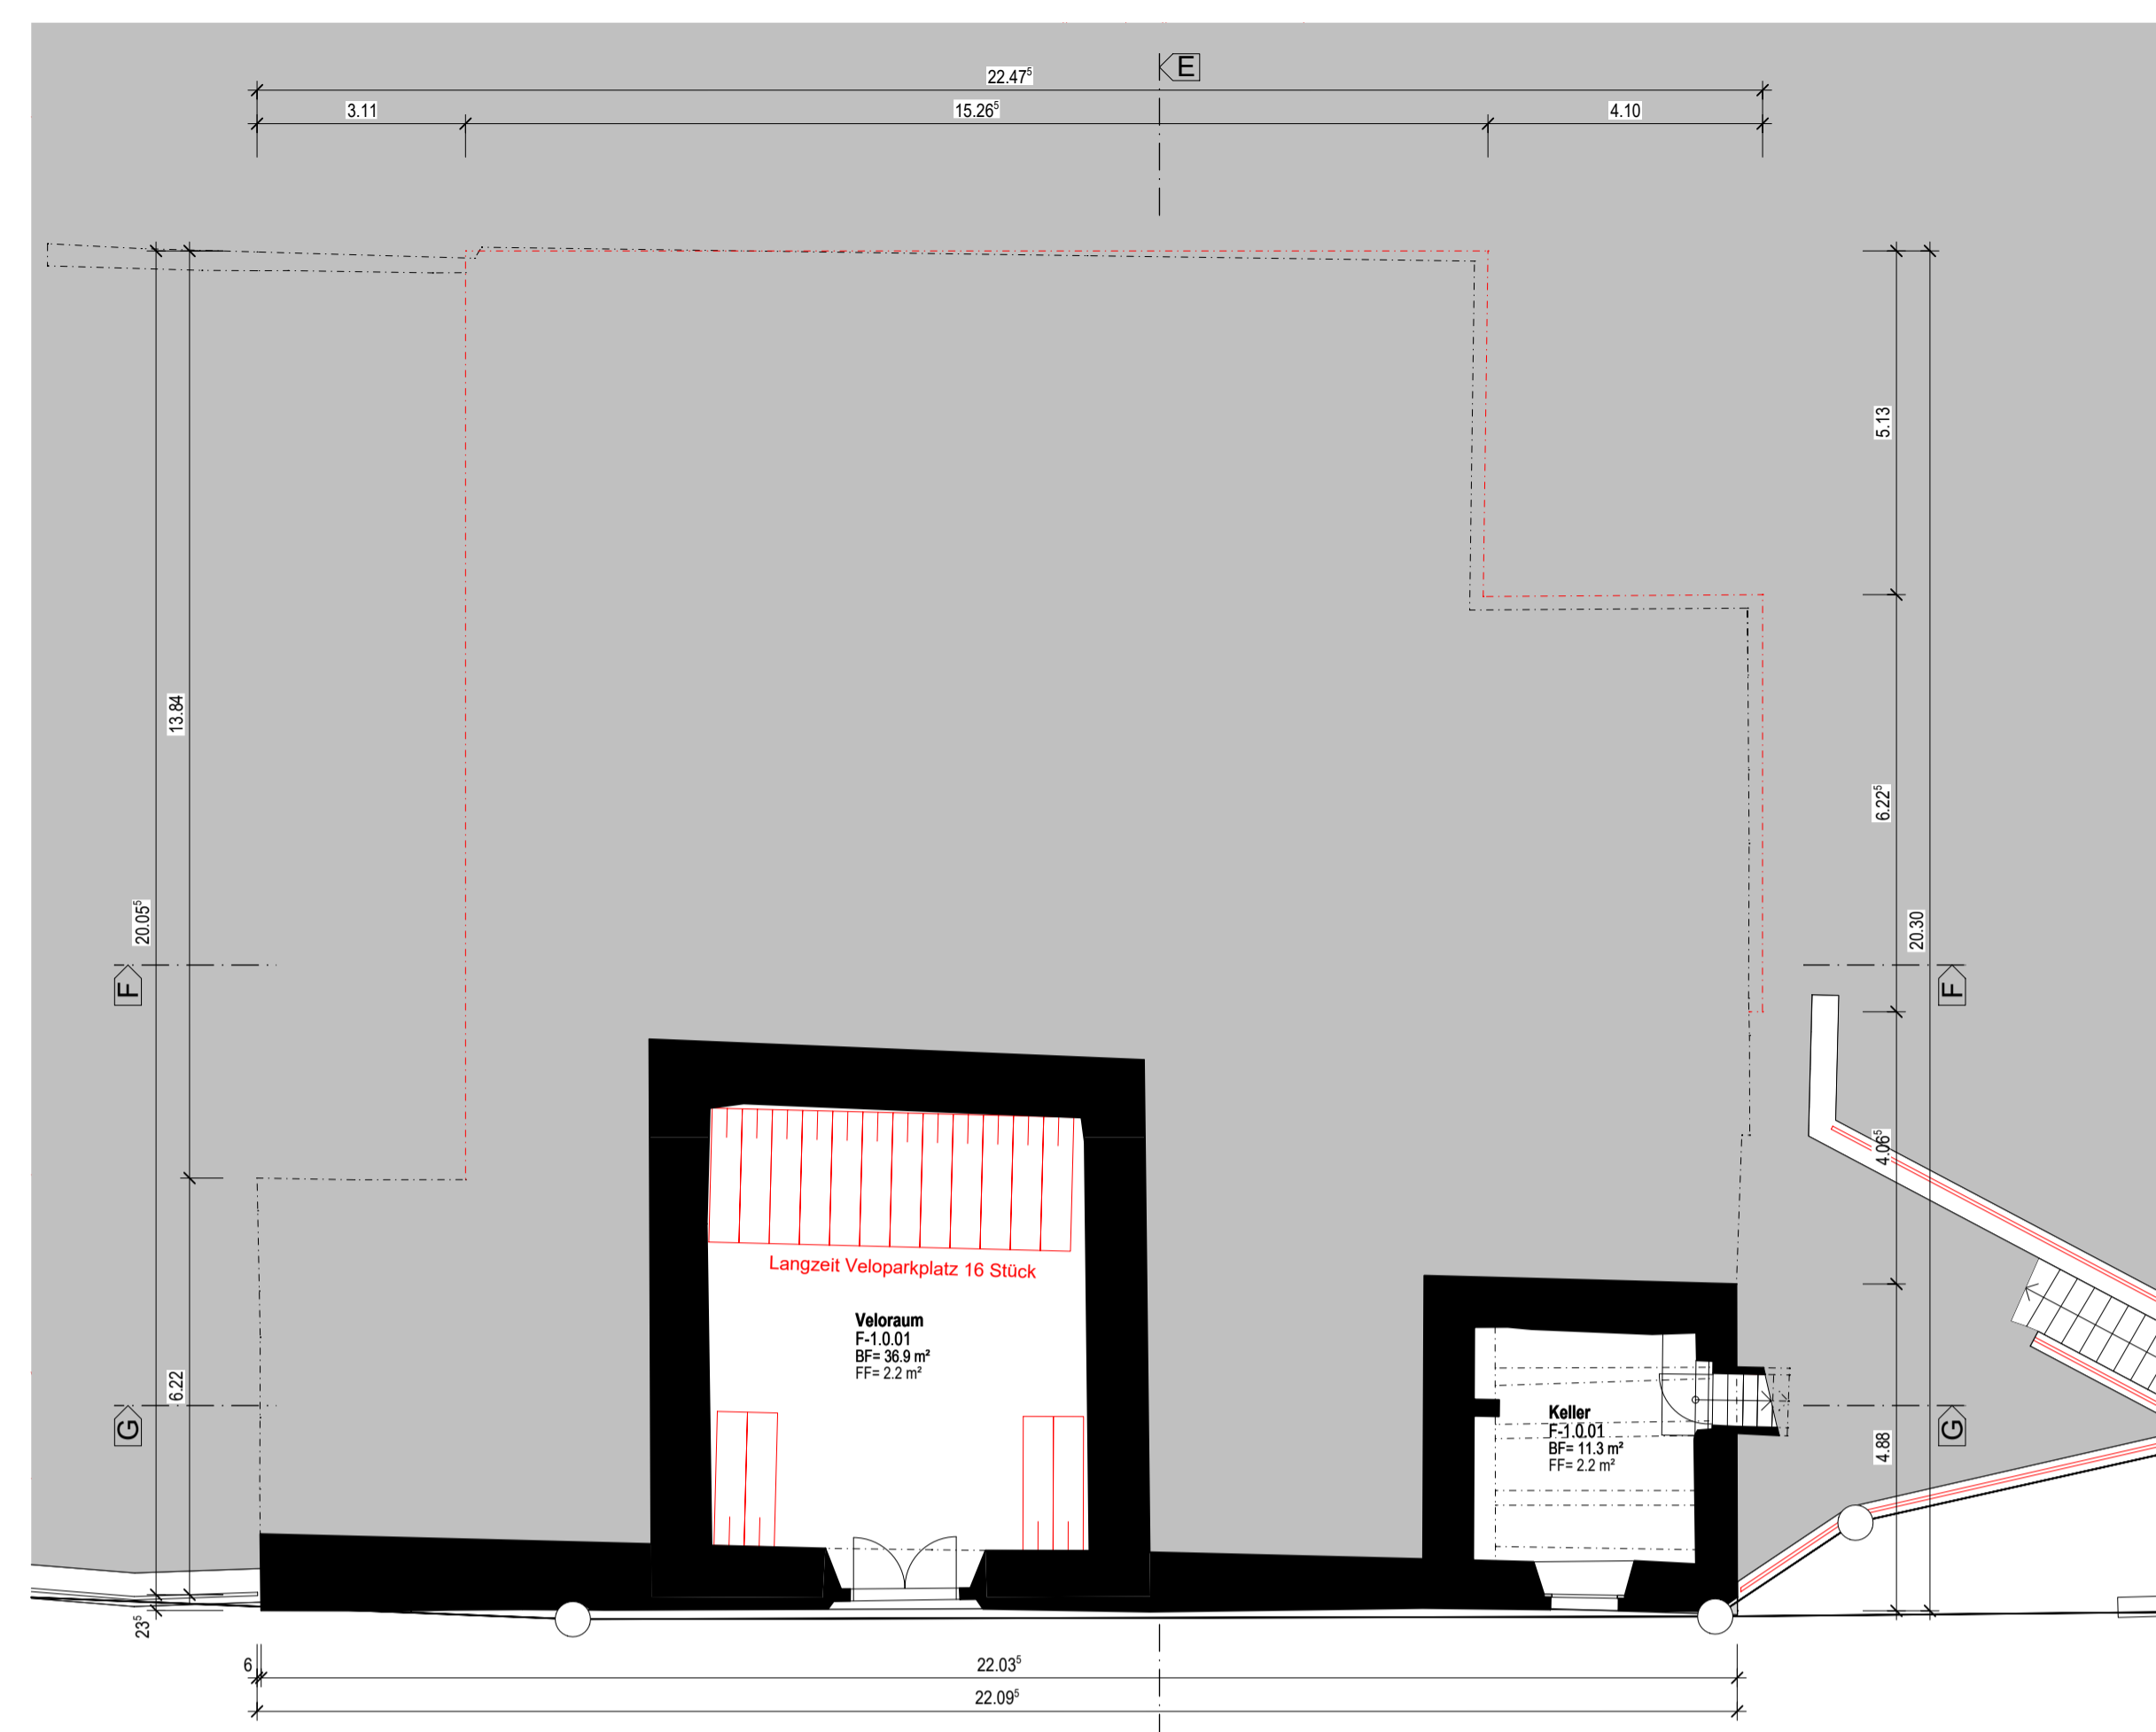 E
22.47⁵
3.11
15.26⁵
4.10
5.13
13.84
6.22⁵
20.05⁵
20.30
F
F
4.06⁵
Langzeit Veloparkplatz 16 Stück
Veloraum
F-1.0.01
BF= 36.9 m²
FF= 2.2 m²
6.22
G
Keller
F-1.0.01
BF= 11.3 m²
FF= 2.2 m²
4.88
G
23⁵
6
22.03⁵
22.09⁵